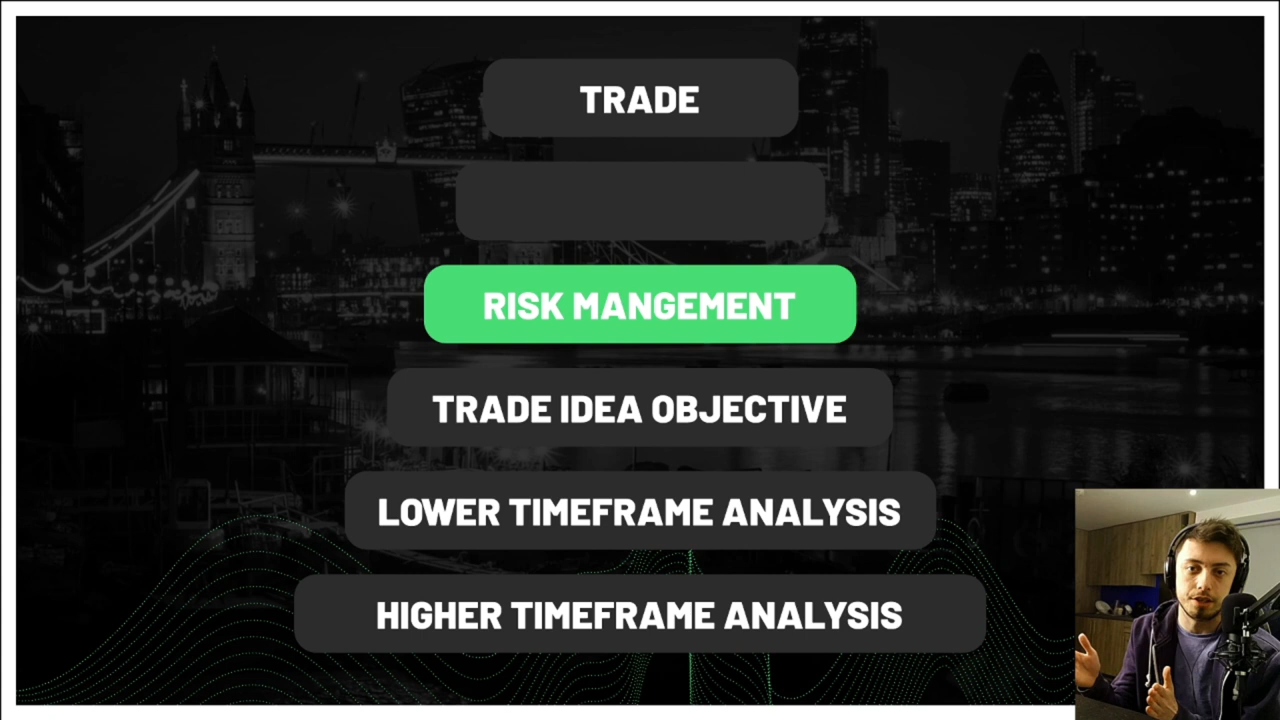 TRADE
RISK MANGEMENT
TRADE IDEA OBJECTIVE
LOWER TIMEFRAME ANALYSIS
HIGHER TIMEFRAME ANALYSIS